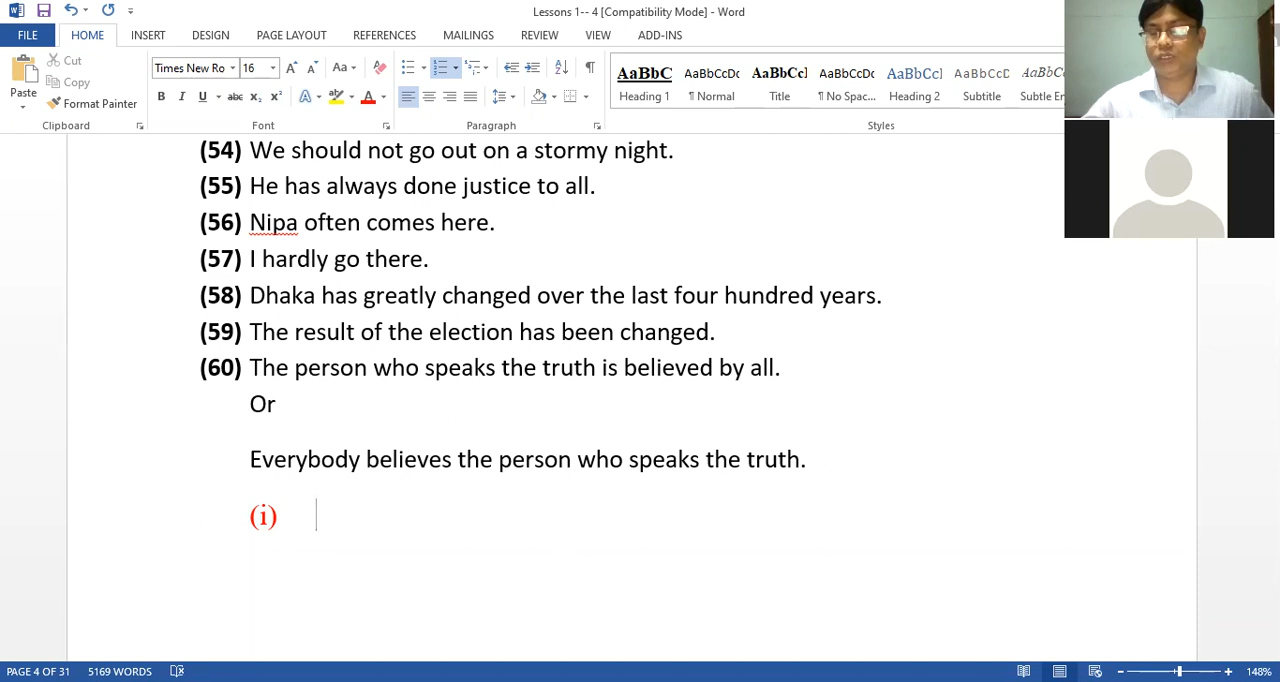 Lessons 1-- 4 [Compatibility Mode] - Word
FILE HOME INSERT DESIGN PAGE LAYOUT REFERENCES MAILINGS REVIEW VIEW ADD-INS
Paste
Cut
Copy
Format Painter
Clipboard
Times New Ro 16
Font
Paragraph
AaBbC AaBbCcDc AaBbCcl AaBbCcDc AaBbCcl AaBbCcD AaBbC
Heading 1 ¶ Normal Title ¶ No Spac... Heading 2 Subtitle Subtle En
Styles
(54) We should not go out on a stormy night.
(55) He has always done justice to all.
(56) Nipa often comes here.
(57) I hardly go there.
(58) Dhaka has greatly changed over the last four hundred years.
(59) The result of the election has been changed.
(60) The person who speaks the truth is believed by all.
Or
Everybody believes the person who speaks the truth.
(i)
PAGE 4 OF 31 5169 WORDS 148%